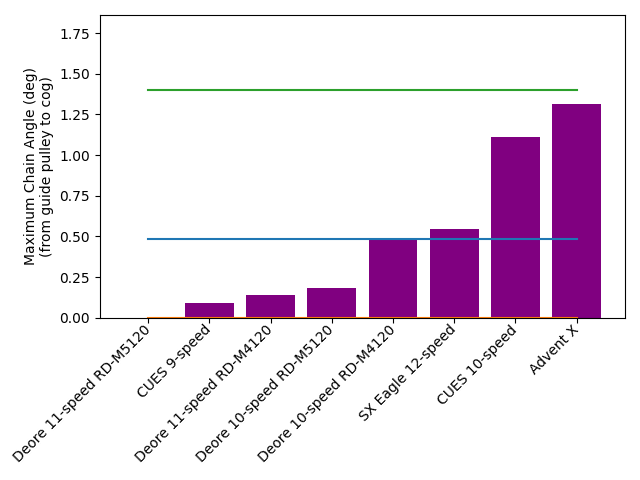 Maximum Chain Angle (deg)
(from guide pulley to cog)
1.75
1.50
1.25
1.00
0.75
0.50
0.25
0.00
Deore 11-speed RD-M5120
CUES 9-speed
Deore 11-speed RD-M4120
Deore 10-speed RD-M5120
Deore 10-speed RD-M4120
SX Eagle 12-speed
CUES 10-speed
Advent X